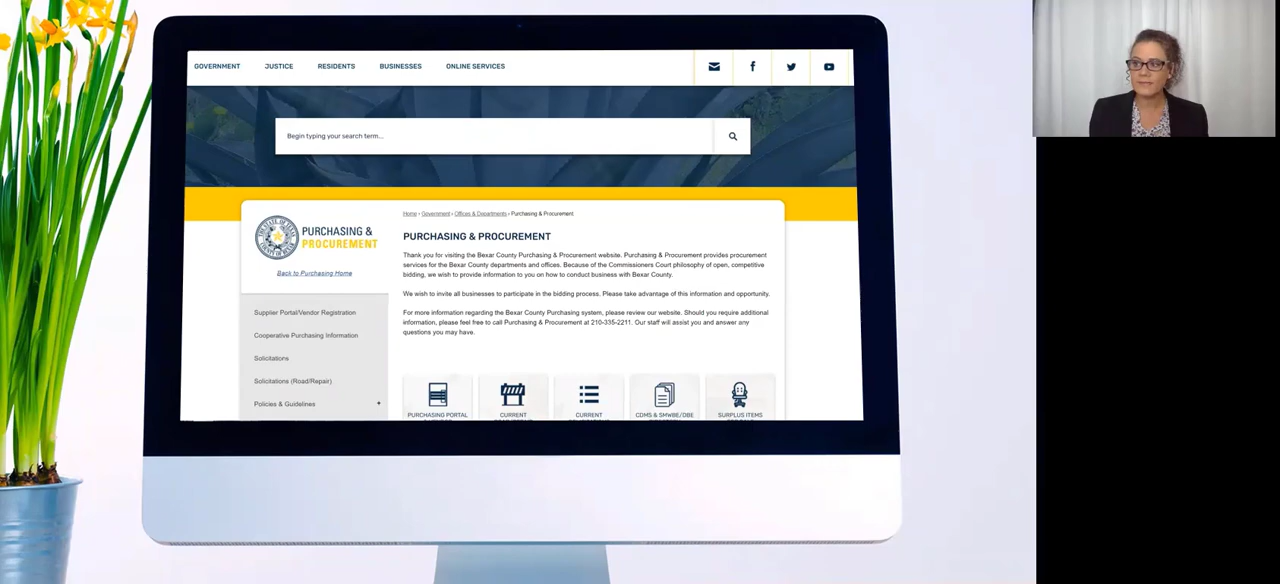 GOVERNMENT JUSTICE RESIDENTS BUSINESSES ONLINE SERVICES
Begin typing your search term...
PURCHASING &
PROCUREMENT
Back to Purchasing Home
Supplier Portal/Vendor Registration
Cooperative Purchasing Information
Solicitations
Solicitations (Road/Repair)
Policies & Guidelines +
Home › Government › Offices & Departments › Purchasing & Procurement
PURCHASING & PROCUREMENT
Thank you for visiting the Bexar County Purchasing & Procurement website. Purchasing & Procurement provides procurement
services for the Bexar County departments and offices. Because of the Commissioners Court philosophy of open, competitive
bidding, we wish to provide information to you on how to conduct business with Bexar County.
We wish to invite all businesses to participate in the bidding process. Please take advantage of this information and opportunity.
For more information regarding the Bexar County Purchasing system, please review our website. Should you require additional
information, please feel free to call Purchasing & Procurement at 210-335-2211. Our staff will assist you and answer any
questions you may have.
PURCHASING PORTAL
CURRENT
CURRENT
CDMS & SMWBE/DBE
SURPLUS ITEMS